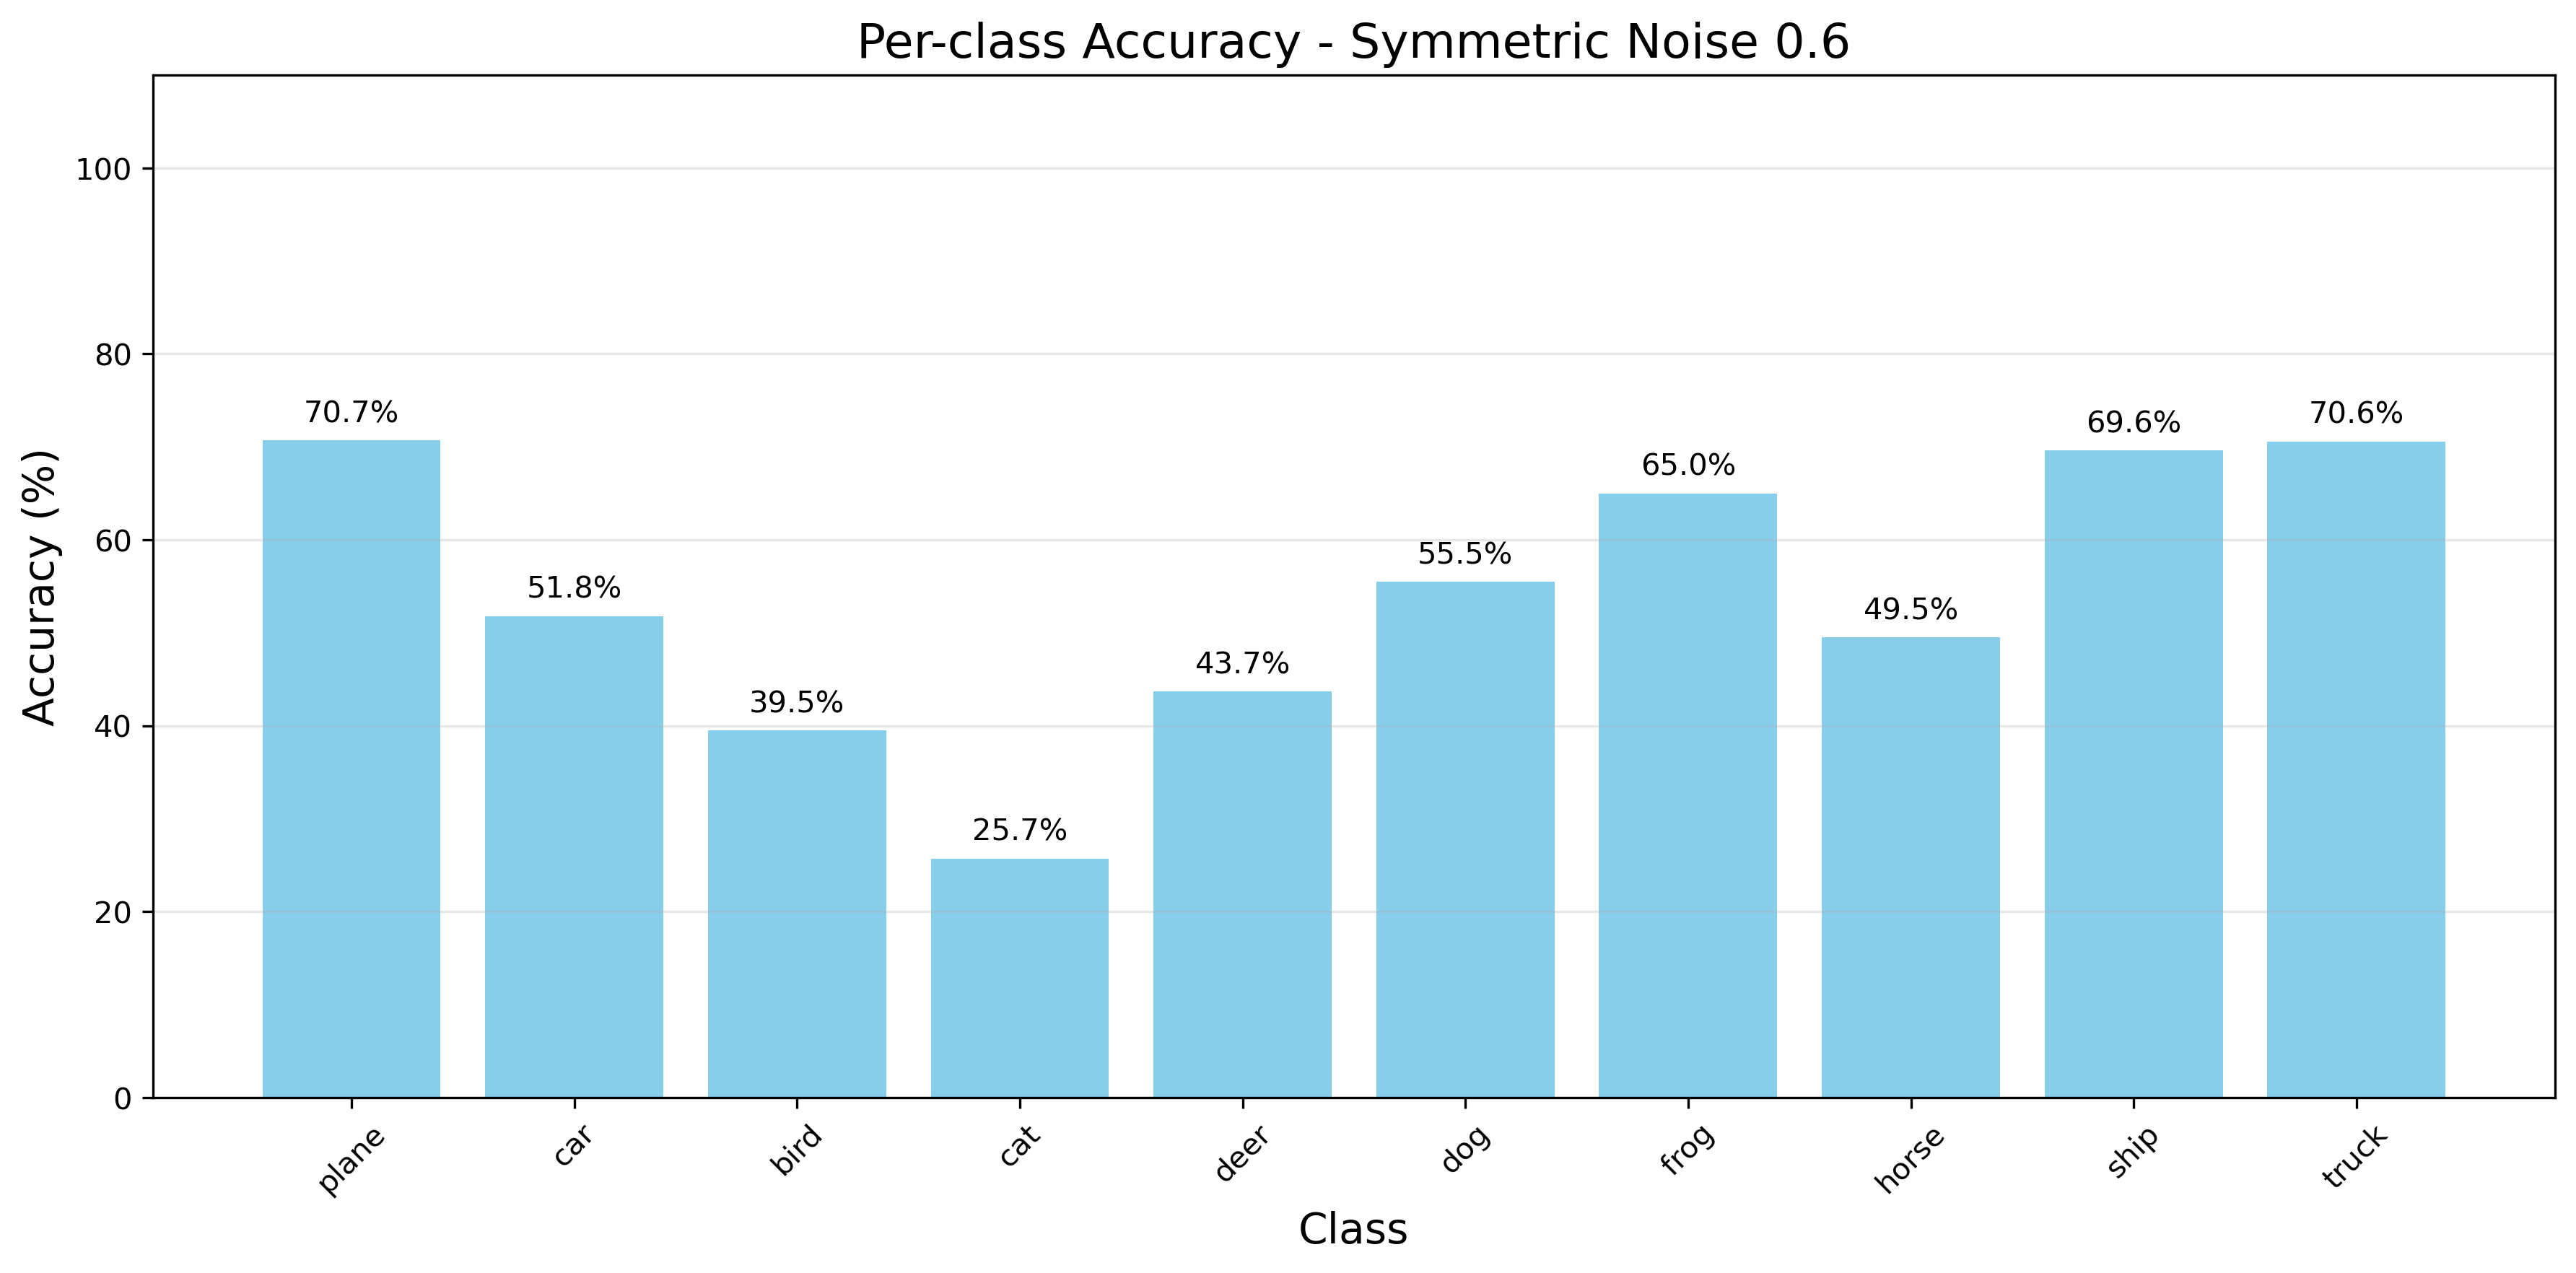 Per-class Accuracy - Symmetric Noise 0.6
Accuracy (%)
100
80
60
40
20
0
70.7%
51.8%
39.5%
25.7%
43.7%
55.5%
65.0%
49.5%
69.6%
70.6%
plane
car
bird
cat
deer
dog
frog
horse
ship
truck
Class